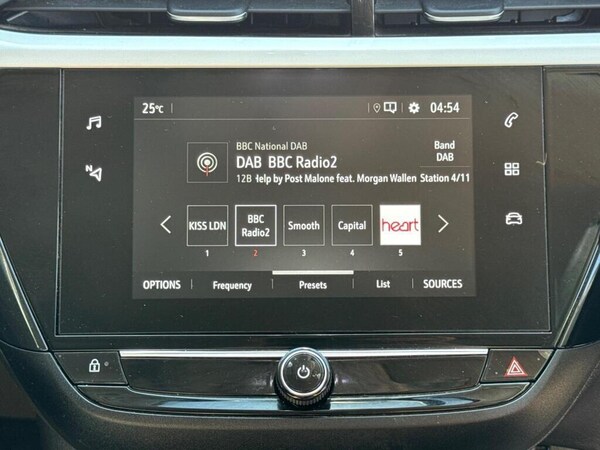 25°C
04:54
BBC National DAB
DAB BBC Radio2
12B Help by Post Malone feat. Morgan Wallen Station 4/11
Band
DAB
N
KISS LDN
BBC
Radio2
Smooth
Capital
heart
1
2
3
4
5
OPTIONS
Frequency
Presets
List
SOURCES